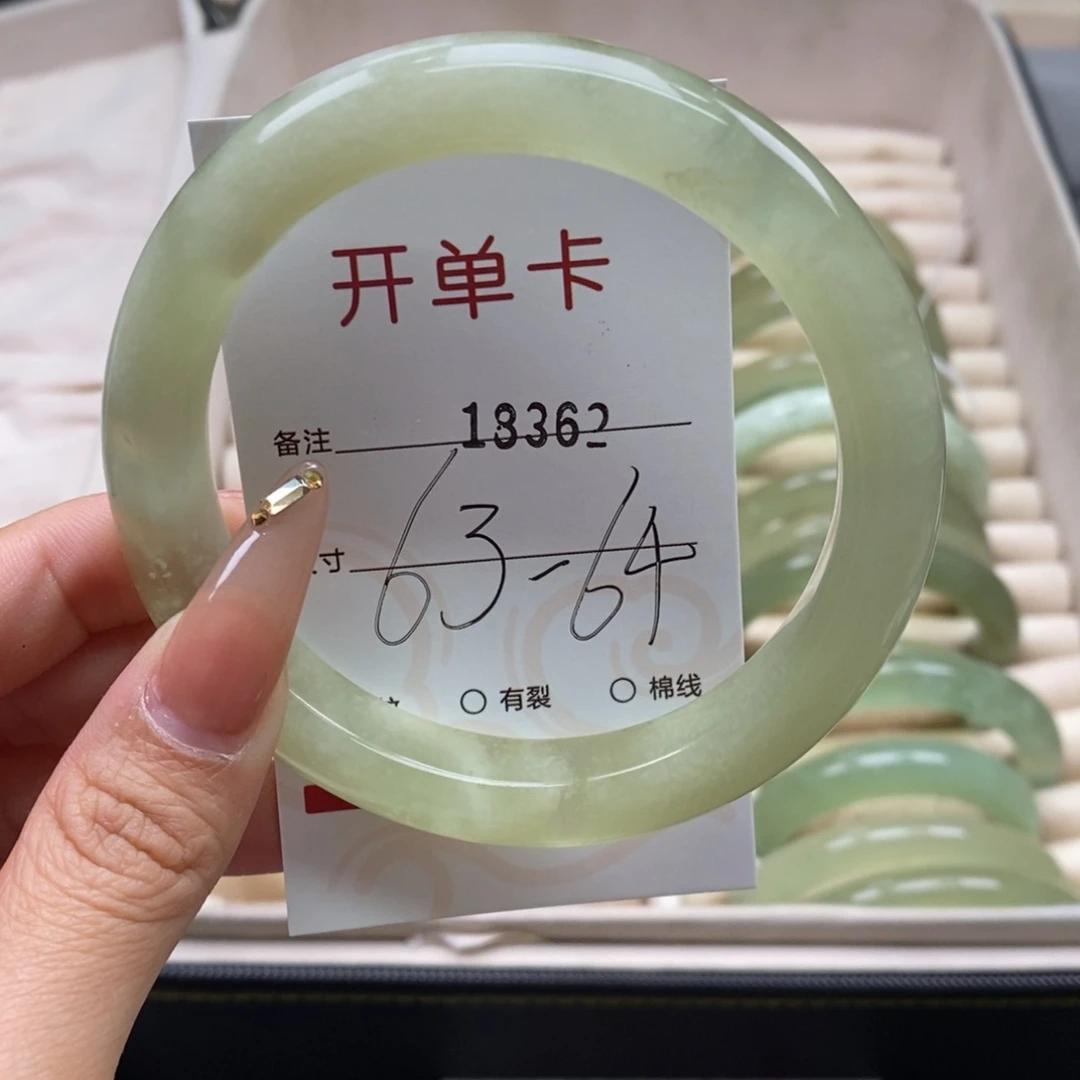 开单卡
备注 18362
寸 63-64
有裂 棉线